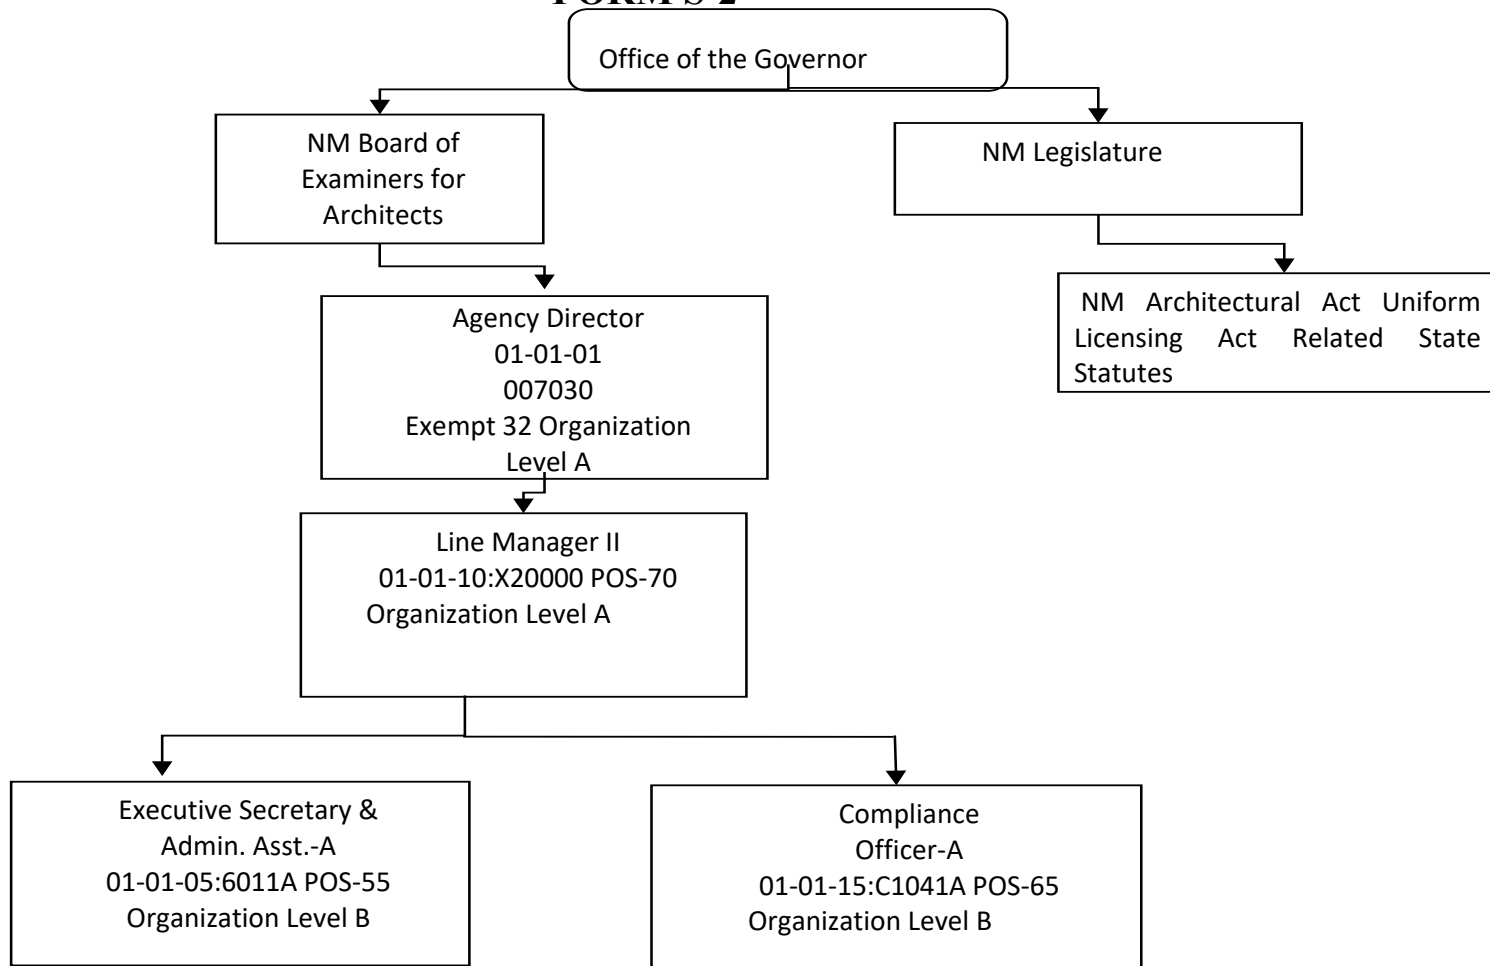 FORM S-2
Office of the Governor
NM Board of
Examiners for
Architects
NM Legislature
Agency Director
01-01-01
007030
Exempt 32 Organization
Level A
NM Architectural Act Uniform
Licensing Act Related State
Statutes
Line Manager II
01-01-10:X20000 POS-70
Organization Level A
Executive Secretary &
Admin. Asst.-A
01-01-05:6011A POS-55
Organization Level B
Compliance
Officer-A
01-01-15:C1041A POS-65
Organization Level B